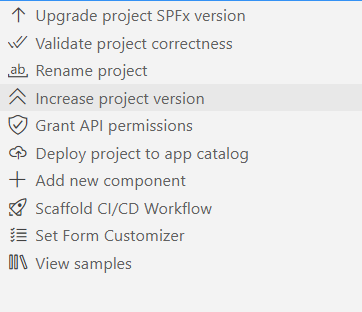 Upgrade project SPFx version
Validate project correctness
ab Rename project
Increase project version
Grant API permissions
Deploy project to app catalog
Add new component
Scaffold CI/CD Workflow
Set Form Customizer
View samples